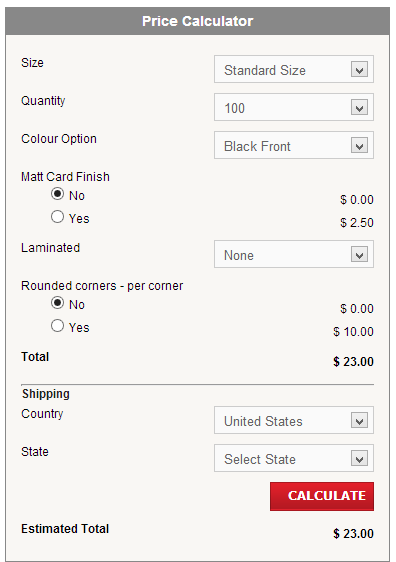 Price Calculator
Size Standard Size
Quantity 100
Colour Option Black Front
Matt Card Finish
No $ 0.00
Yes $ 2.50
Laminated None
Rounded corners - per corner
No $ 0.00
Yes $ 10.00
Total $ 23.00
Shipping
Country United States
State Select State
CALCULATE
Estimated Total $ 23.00